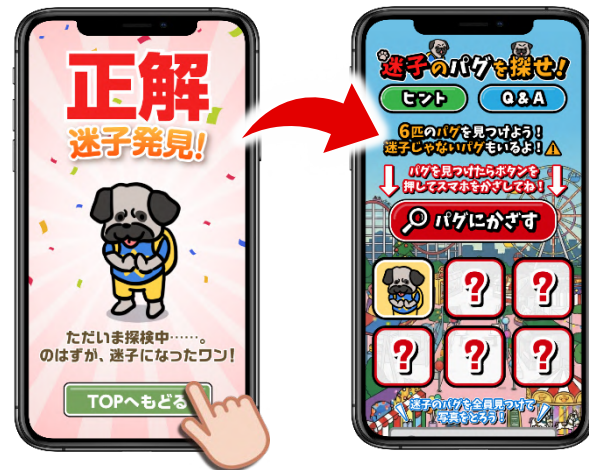 正解
迷子発見!
ただいま探検中……。
のはずが、迷子になったワン!
TOPへもどる
迷子のパグを探せ!
ヒント
Q&A
6匹のパグを見つけよう!
迷子じゃないパグもいるよ!
パグを見つけたらボタンを
押してスマホをかざしてね!
パグにかざす
? ?
? ? ?
迷子のパグを全員見つけて
写真をとろう!